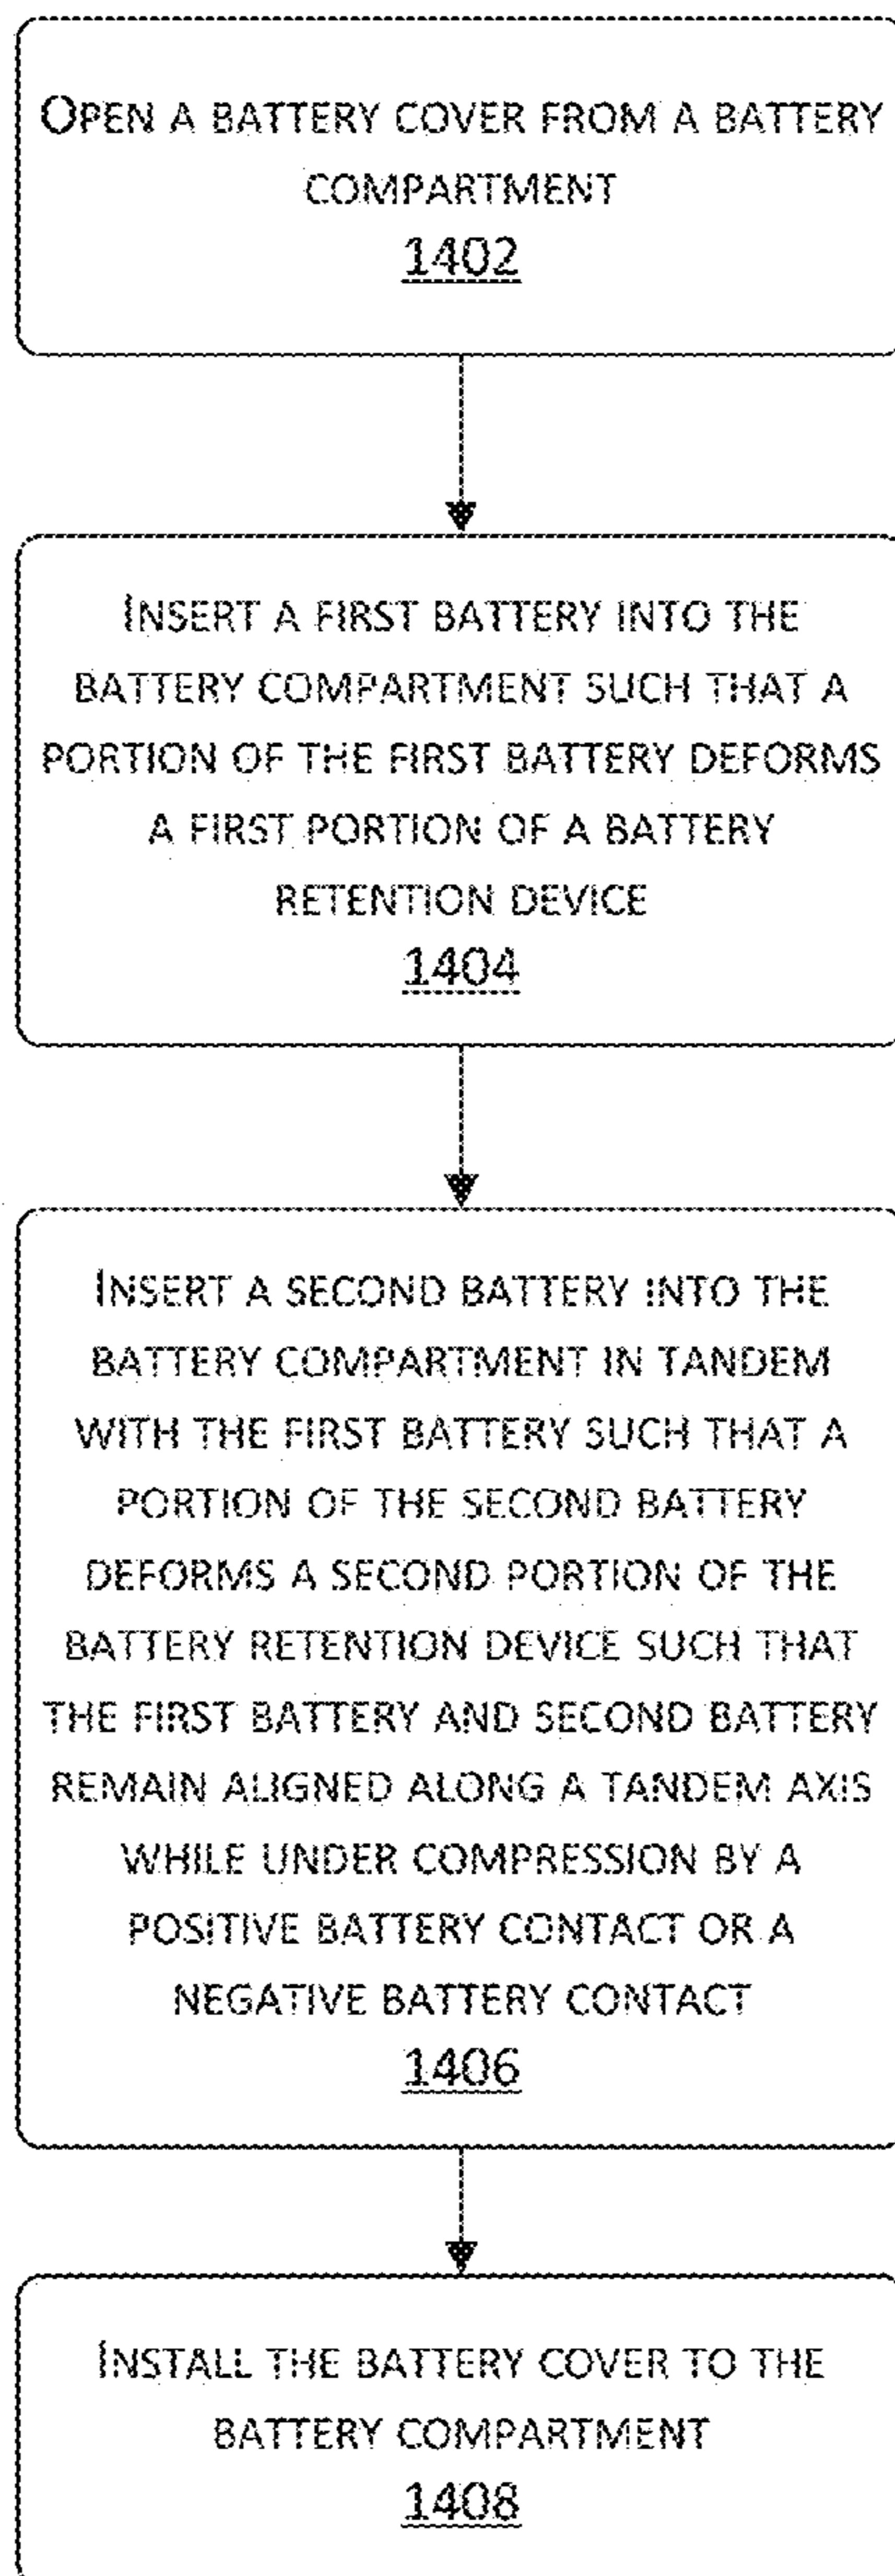 OPEN A BATTERY COVER FROM A BATTERY
COMPARTMENT
1402
INSERT A FIRST BATTERY INTO THE
BATTERY COMPARTMENT SUCH THAT A
PORTION OF THE FIRST BATTERY DEFORMS
A FIRST PORTION OF A BATTERY
RETENTION DEVICE
1404
INSERT A SECOND BATTERY INTO THE
BATTERY COMPARTMENT IN TANDEM
WITH THE FIRST BATTERY SUCH THAT A
PORTION OF THE SECOND BATTERY
DEFORMS A SECOND PORTION OF THE
BATTERY RETENTION DEVICE SUCH THAT
THE FIRST BATTERY AND SECOND BATTERY
REMAIN ALIGNED ALONG A TANDEM AXIS
WHILE UNDER COMPRESSION BY A
POSITIVE BATTERY CONTACT OR A
NEGATIVE BATTERY CONTACT
1406
INSTALL THE BATTERY COVER TO THE
BATTERY COMPARTMENT
1408